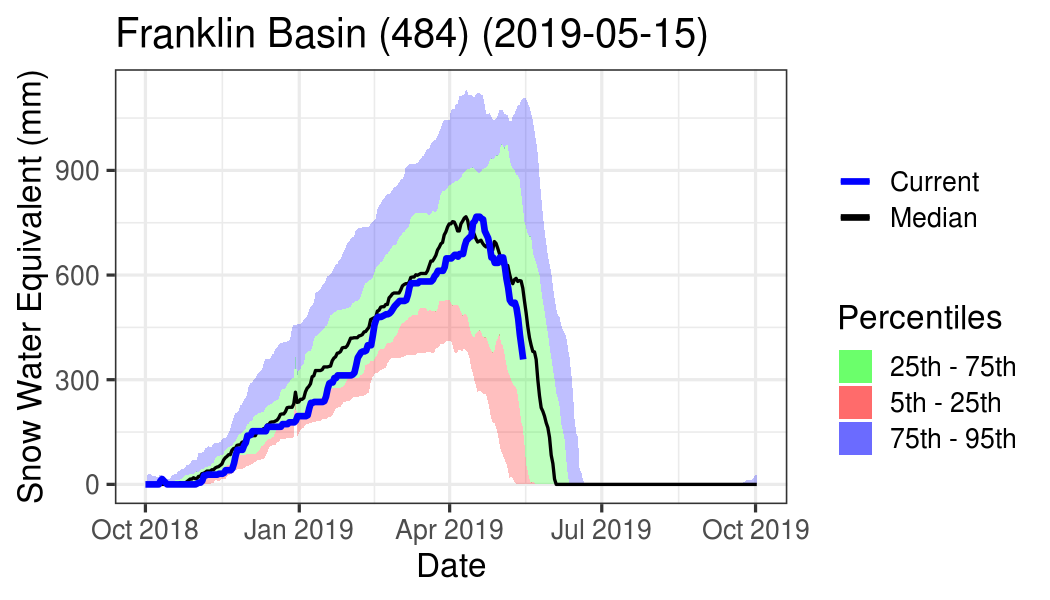 Franklin Basin (484) (2019-05-15)
Snow Water Equivalent (mm)
900
600
300
0
Oct 2018
Jan 2019
Apr 2019
Jul 2019
Oct 2019
Date
Current
Median
Percentiles
25th - 75th
5th - 25th
75th - 95th